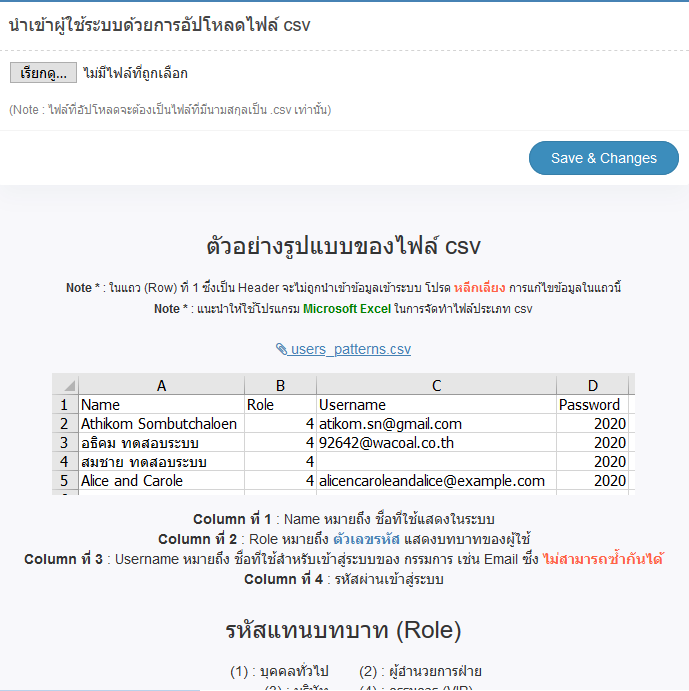 นำเข้าผู้ใช้ระบบด้วยการอัปโหลดไฟล์ csv
เรียกดู... ไม่มีไฟล์ที่ถูกเลือก
(Note : ไฟล์ที่อัปโหลดจะต้องเป็นไฟล์ที่มีนามสกุลเป็น .csv เท่านั้น)
Save & Changes
ตัวอย่างรูปแบบของไฟล์ csv
Note * : ในแถว (Row) ที่ 1 ซึ่งเป็น Header จะไม่ถูกนำเข้าข้อมูลเข้าระบบ โปรด หลีกเลี่ยง การแก้ไขข้อมูลในแถวนี้
Note * : แนะนำให้ใช้โปรแกรม Microsoft Excel ในการจัดทำไฟล์ประเภท csv
users_patterns.csv
A B C D
1 Name Role Username Password
2 Athikom Sombutchaloen 4 atikom.sn@gmail.com 2020
3 อธิคม ทดสอบระบบ 4 92642@wacoal.co.th 2020
4 สมชาย ทดสอบระบบ 4 2020
5 Alice and Carole 4 alicencaroleandalice@example.com 2020
Column ที่ 1 : Name หมายถึง ชื่อที่ใช้แสดงในระบบ
Column ที่ 2 : Role หมายถึง ตัวเลขรหัส แสดงบทบาทของผู้ใช้
Column ที่ 3 : Username หมายถึง ชื่อที่ใช้สำหรับเข้าสู่ระบบของ กรรมการ เช่น Email ซึ่ง ไม่สามารถซ้ำกันได้
Column ที่ 4 : รหัสผ่านเข้าสู่ระบบ
รหัสแทนบทบาท (Role)
(1) : บุคคลทั่วไป (2) : ผู้อำนวยการฝ่าย
(3) : บริษัท (4) : กรรมการ (VIP)